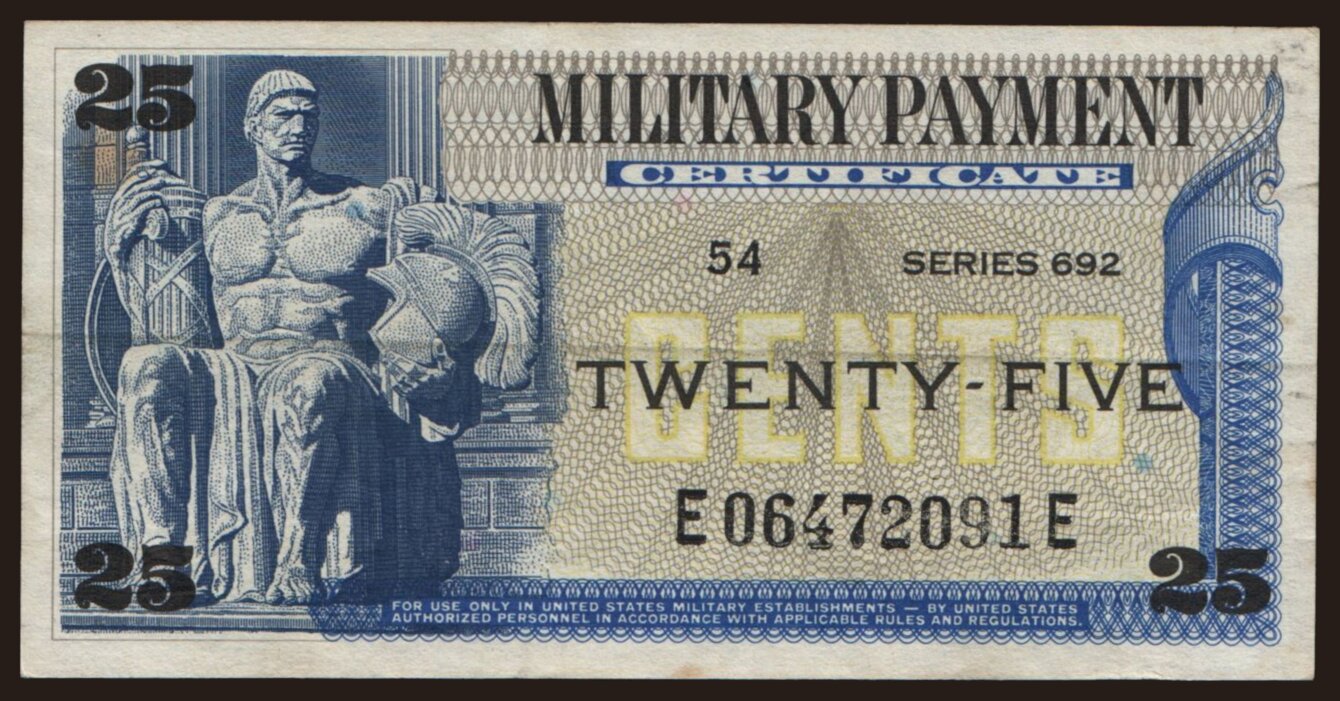 25
MILITARY PAYMENT
CERTIFICATE
54 SERIES 692
CENTS
TWENTY-FIVE
E06472091E
25 25
FOR USE ONLY IN UNITED STATES MILITARY ESTABLISHMENTS — BY UNITED STATES
AUTHORIZED PERSONNEL IN ACCORDANCE WITH APPLICABLE RULES AND REGULATIONS.